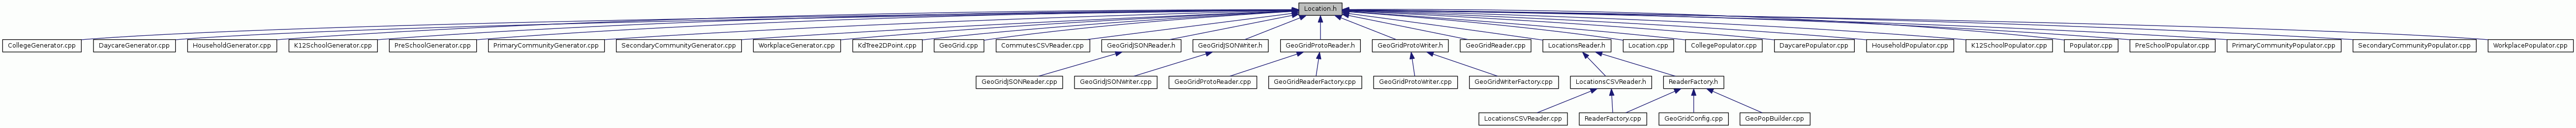 Location.h
CollegeGenerator.cpp
DaycareGenerator.cpp
HouseholdGenerator.cpp
K12SchoolGenerator.cpp
PreSchoolGenerator.cpp
PrimaryCommunityGenerator.cpp
SecondaryCommunityGenerator.cpp
WorkplaceGenerator.cpp
KdTree2DPoint.cpp
GeoGrid.cpp
CommutesCSVReader.cpp
GeoGridJSONReader.h
GeoGridJSONWriter.h
GeoGridProtoReader.h
GeoGridProtoWriter.h
GeoGridReader.cpp
LocationsReader.h
Location.cpp
CollegePopulator.cpp
DaycarePopulator.cpp
HouseholdPopulator.cpp
K12SchoolPopulator.cpp
Populator.cpp
PreSchoolPopulator.cpp
PrimaryCommunityPopulator.cpp
SecondaryCommunityPopulator.cpp
WorkplacePopulator.cpp
GeoGridJSONReader.cpp
GeoGridJSONWriter.cpp
GeoGridProtoReader.cpp
GeoGridReaderFactory.cpp
GeoGridProtoWriter.cpp
GeoGridWriterFactory.cpp
LocationsCSVReader.h
ReaderFactory.h
LocationsCSVReader.cpp
ReaderFactory.cpp
GeoGridConfig.cpp
GeoPopBuilder.cpp